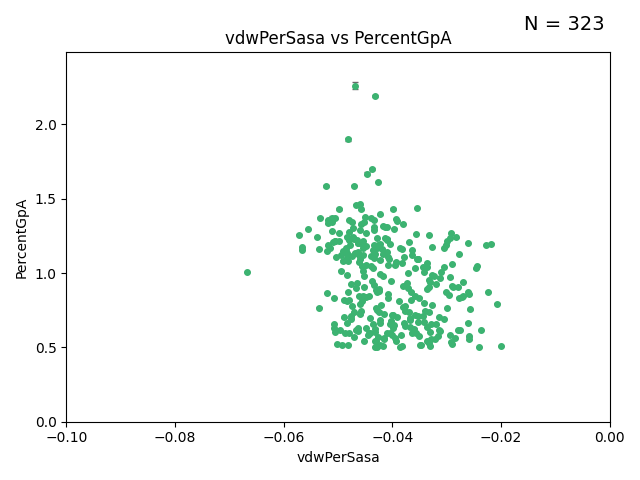 N = 323
vdwPerSasa vs PercentGpA
PercentGpA
2.0
1.5
1.0
0.5
0.0
−0.10 −0.08 −0.06 −0.04 −0.02 0.00
vdwPerSasa